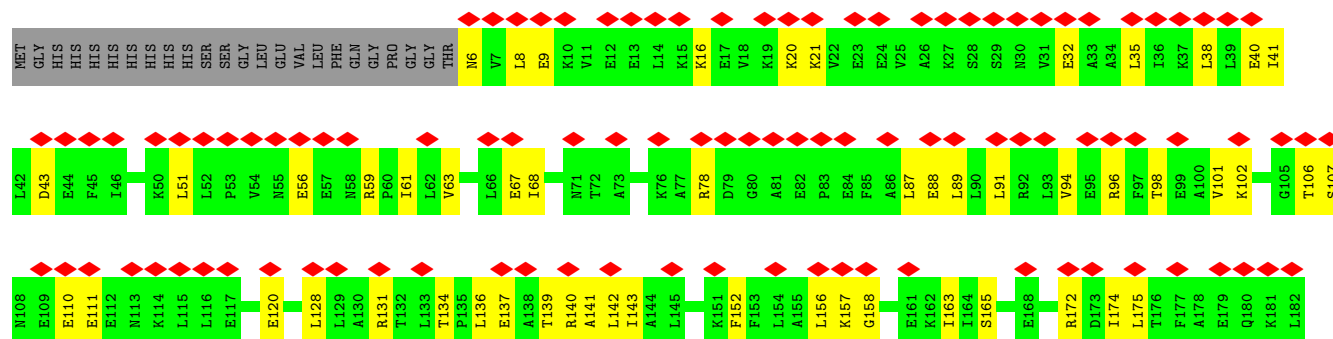 MET GLY HIS HIS HIS HIS HIS HIS HIS HIS HIS HIS SER SER GLY LEU GLU VAL LEU PHE GLN GLY PRO GLY GLY THR N6 V7 L8 E9 K10 V11 E12 E13 L14 K15 K16 E17 V18 K19 K20 K21 V22 E23 E24 V25 A26 K27 S28 S29 N30 V31 E32 A33 A34 L35 I36 K37 L38 L39 E40 I41
L42 D43 E44 F45 I46 K50 L51 L52 P53 V54 N55 E56 E57 N58 R59 P60 I61 L62 V63 L66 E67 I68 N71 T72 A73 K76 A77 R78 D79 G80 A81 E82 P83 E84 F85 A86 L87 E88 L89 L90 L91 R92 L93 V94 E95 R96 F97 T98 E99 A100 V101 K102 G105 T106 S107
N108 E109 E110 E111 E112 N113 K114 L115 L116 E117 E120 L128 L129 A130 R131 T132 L133 T134 P135 L136 E137 A138 T139 R140 A141 L142 I143 A144 L145 K151 F152 F153 L154 A155 L156 K157 G158 E161 K162 I163 I164 S165 E168 R172 D173 I174 L175 T176 F177 A178 E179 Q180 K181 L182